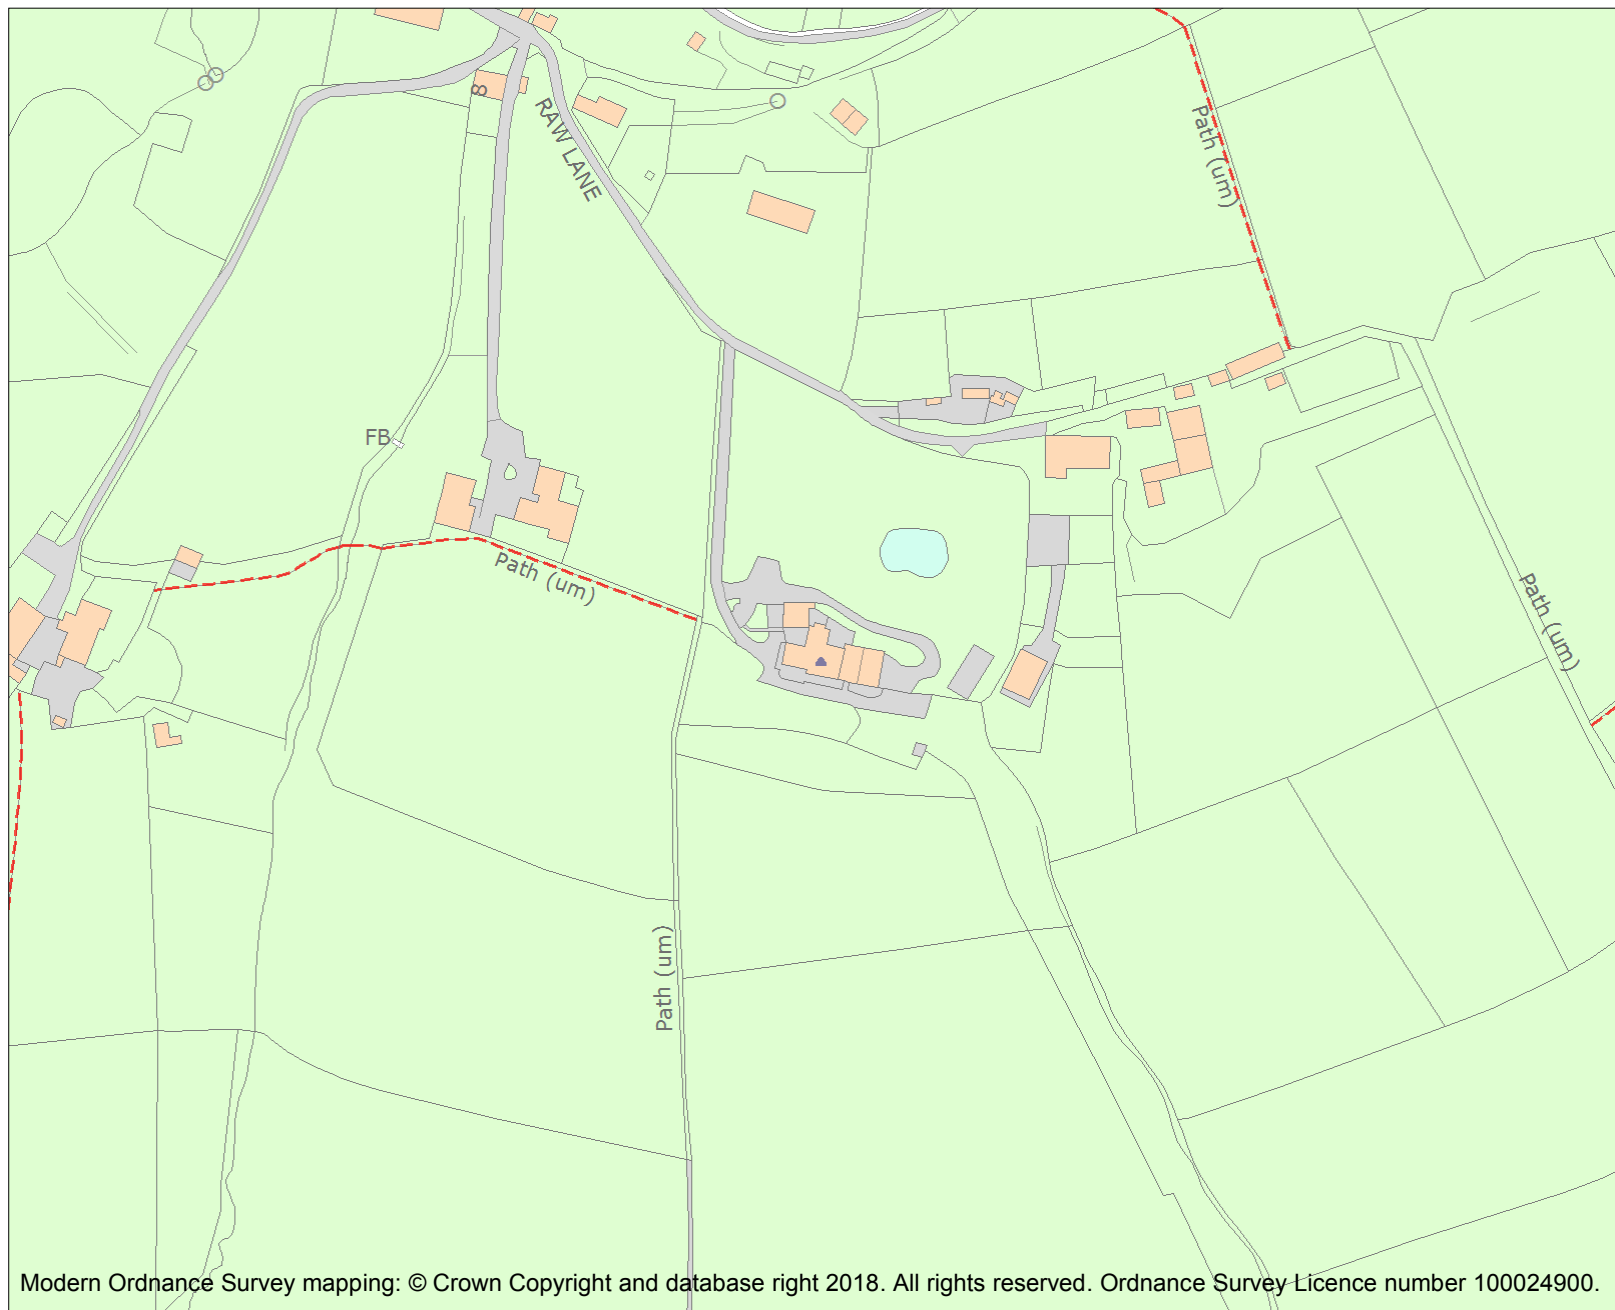 8
RAW LANE
Path (um)
FB
Path (um)
Path (um)
Path (um)
Modern Ordnance Survey mapping: © Crown Copyright and database right 2018. All rights reserved. Ordnance Survey Licence number 100024900.